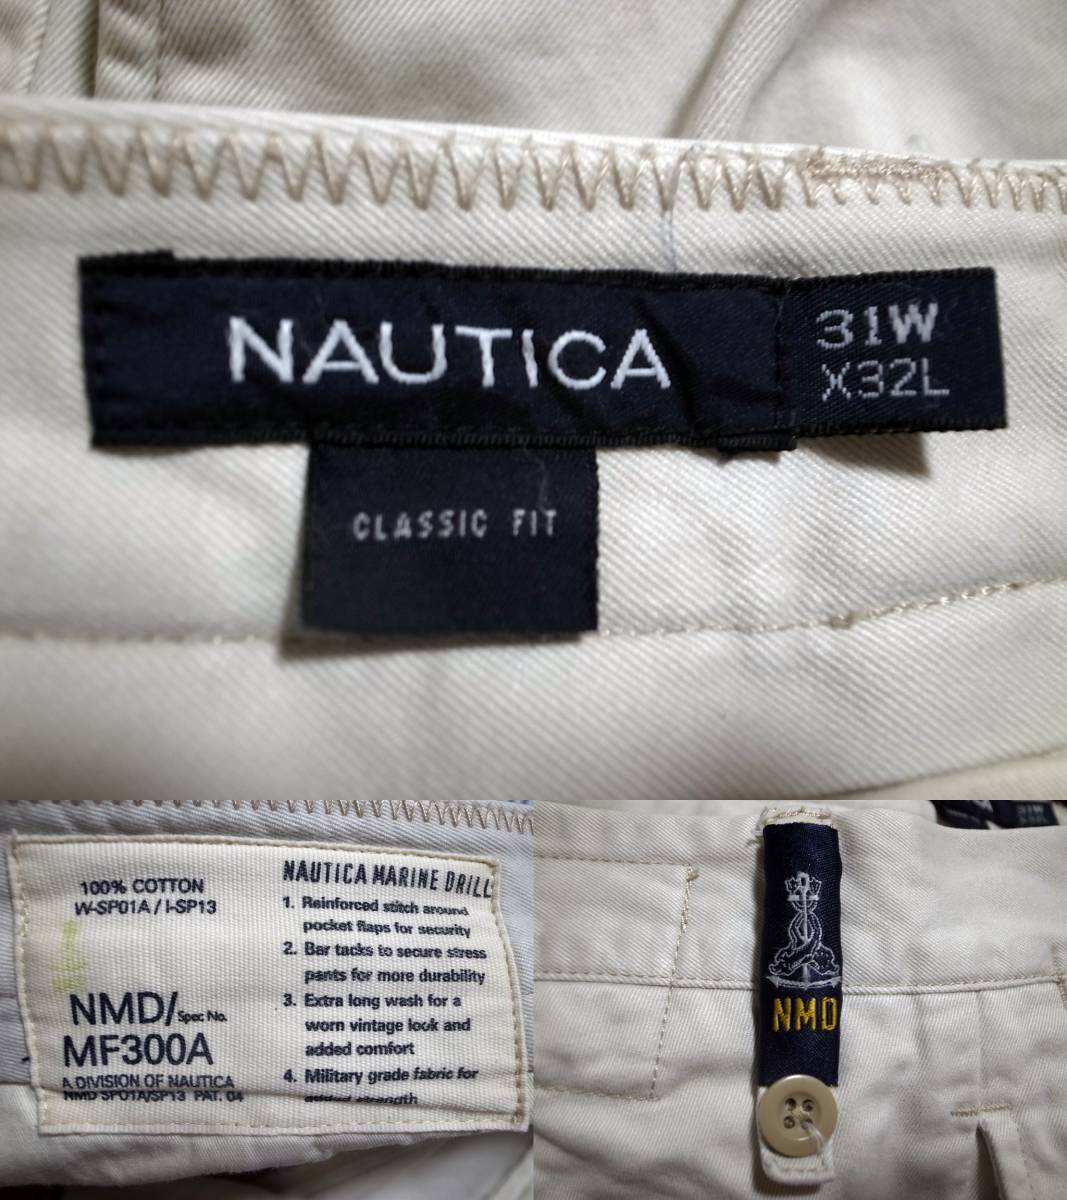 NAUTICA
31W
X32L
CLASSIC FIT
100% COTTON
W-SP01A / I-SP13
NMD/Spec No.
MF300A
A DIVISION OF NAUTICA
NMD SP01A/SP13 PAT. 04
NAUTICA MARINE DRILL
1. Reinforced stitch around
pocket flaps for security
2. Bar tacks to secure stress
pants for more durability
3. Extra long wash for a
worn vintage look and
added comfort
4. Military grade fabric for
added strength
NMD